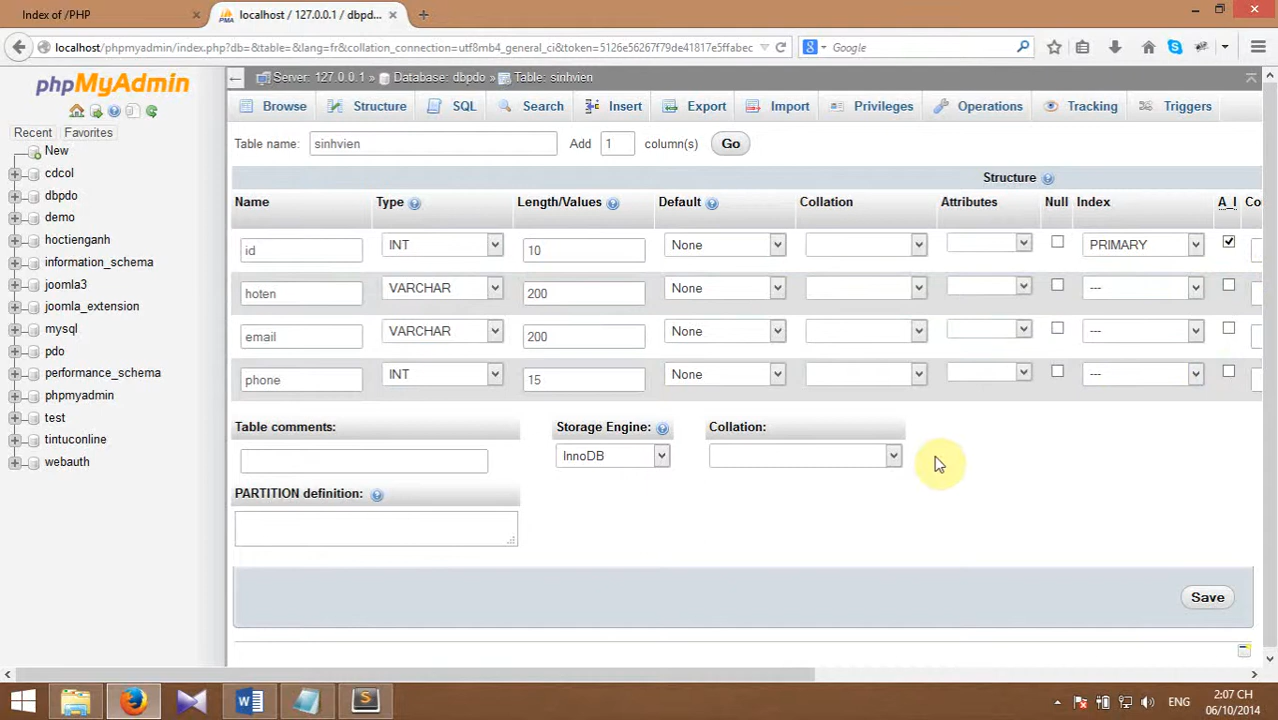 Index of /PHP
localhost / 127.0.0.1 / dbpd...
localhost/phpmyadmin/index.php?db=&table=&lang=fr&collation_connection=utf8mb4_general_ci&token=5126e56267f79de41817e5ffabec
Google
phpMyAdmin
Server: 127.0.0.1 » Database: dbpdo » Table: sinhvien
Browse Structure SQL Search Insert Export Import Privileges Operations Tracking Triggers
Recent Favorites
New
cdcol
dbpdo
demo
hoctienganh
information_schema
joomla3
joomla_extension
mysql
pdo
performance_schema
phpmyadmin
test
tintuconline
webauth
Table name: sinhvien Add 1 column(s) Go
Structure
Name Type Length/Values Default Collation Attributes Null Index A_I Co
id INT 10 None PRIMARY
hoten VARCHAR 200 None ---
email VARCHAR 200 None ---
phone INT 15 None ---
Table comments: Storage Engine: Collation:
InnoDB
PARTITION definition:
Save
ENG
2:07 CH
06/10/2014